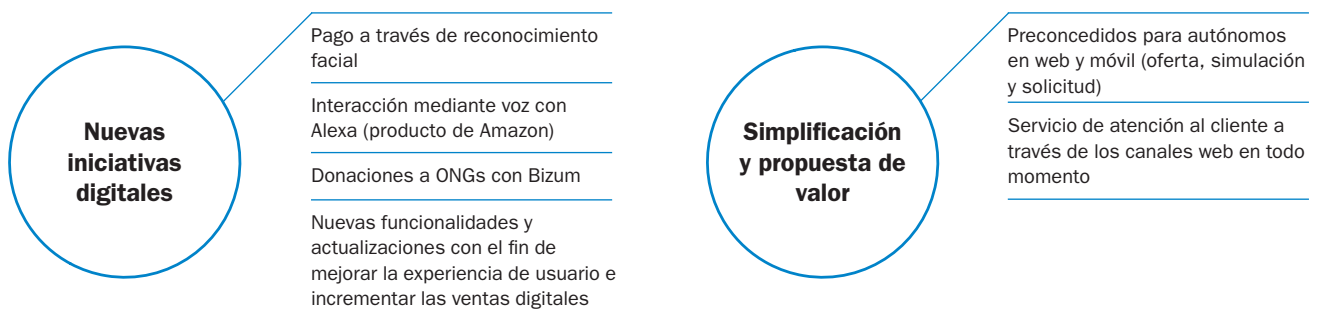 Nuevas
iniciativas
digitales
Pago a través de reconocimiento
facial
Interacción mediante voz con
Alexa (producto de Amazon)
Donaciones a ONGs con Bizum
Nuevas funcionalidades y
actualizaciones con el fin de
mejorar la experiencia de usuario e
incrementar las ventas digitales
Simplificación
y propuesta de
valor
Preconcedidos para autónomos
en web y móvil (oferta, simulación
y solicitud)
Servicio de atención al cliente a
través de los canales web en todo
momento